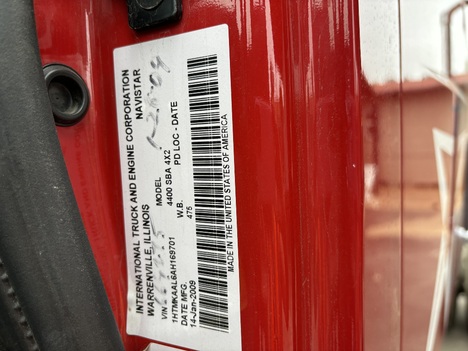 INTERNATIONAL TRUCK AND ENGINE CORPORATION
NAVISTAR
WARRENVILLE, ILLINOIS
VIN
MODEL
1HTMKAAL6AH169701
4400 SBA 4X2
PD LOC - DATE
DATE MFG.
W.B.
14-Jan-2009
475
MADE IN THE UNITED STATES OF AMERICA